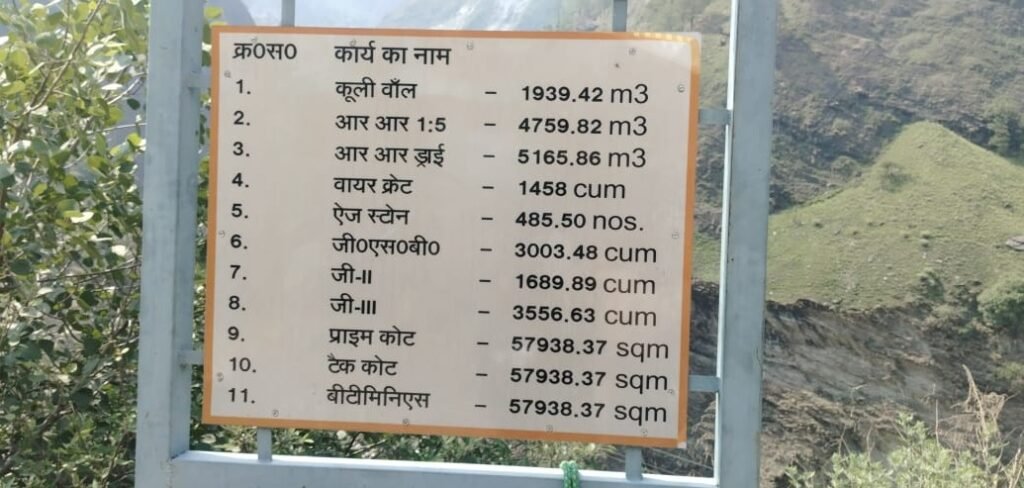 क्र0स0 कार्य का नाम
1. कूली वॉल – 1939.42 m3
2. आर आर 1:5 – 4759.82 m3
3. आर आर ड्राई – 5165.86 m3
4. वायर क्रेट – 1458 cum
5. ऐज स्टोन – 485.50 nos.
6. जी0एस0बी0 – 3003.48 cum
7. जी-II – 1689.89 cum
8. जी-III – 3556.63 cum
9. प्राइम कोट – 57938.37 sqm
10. टैक कोट – 57938.37 sqm
11. बीटीमिनिएस – 57938.37 sqm